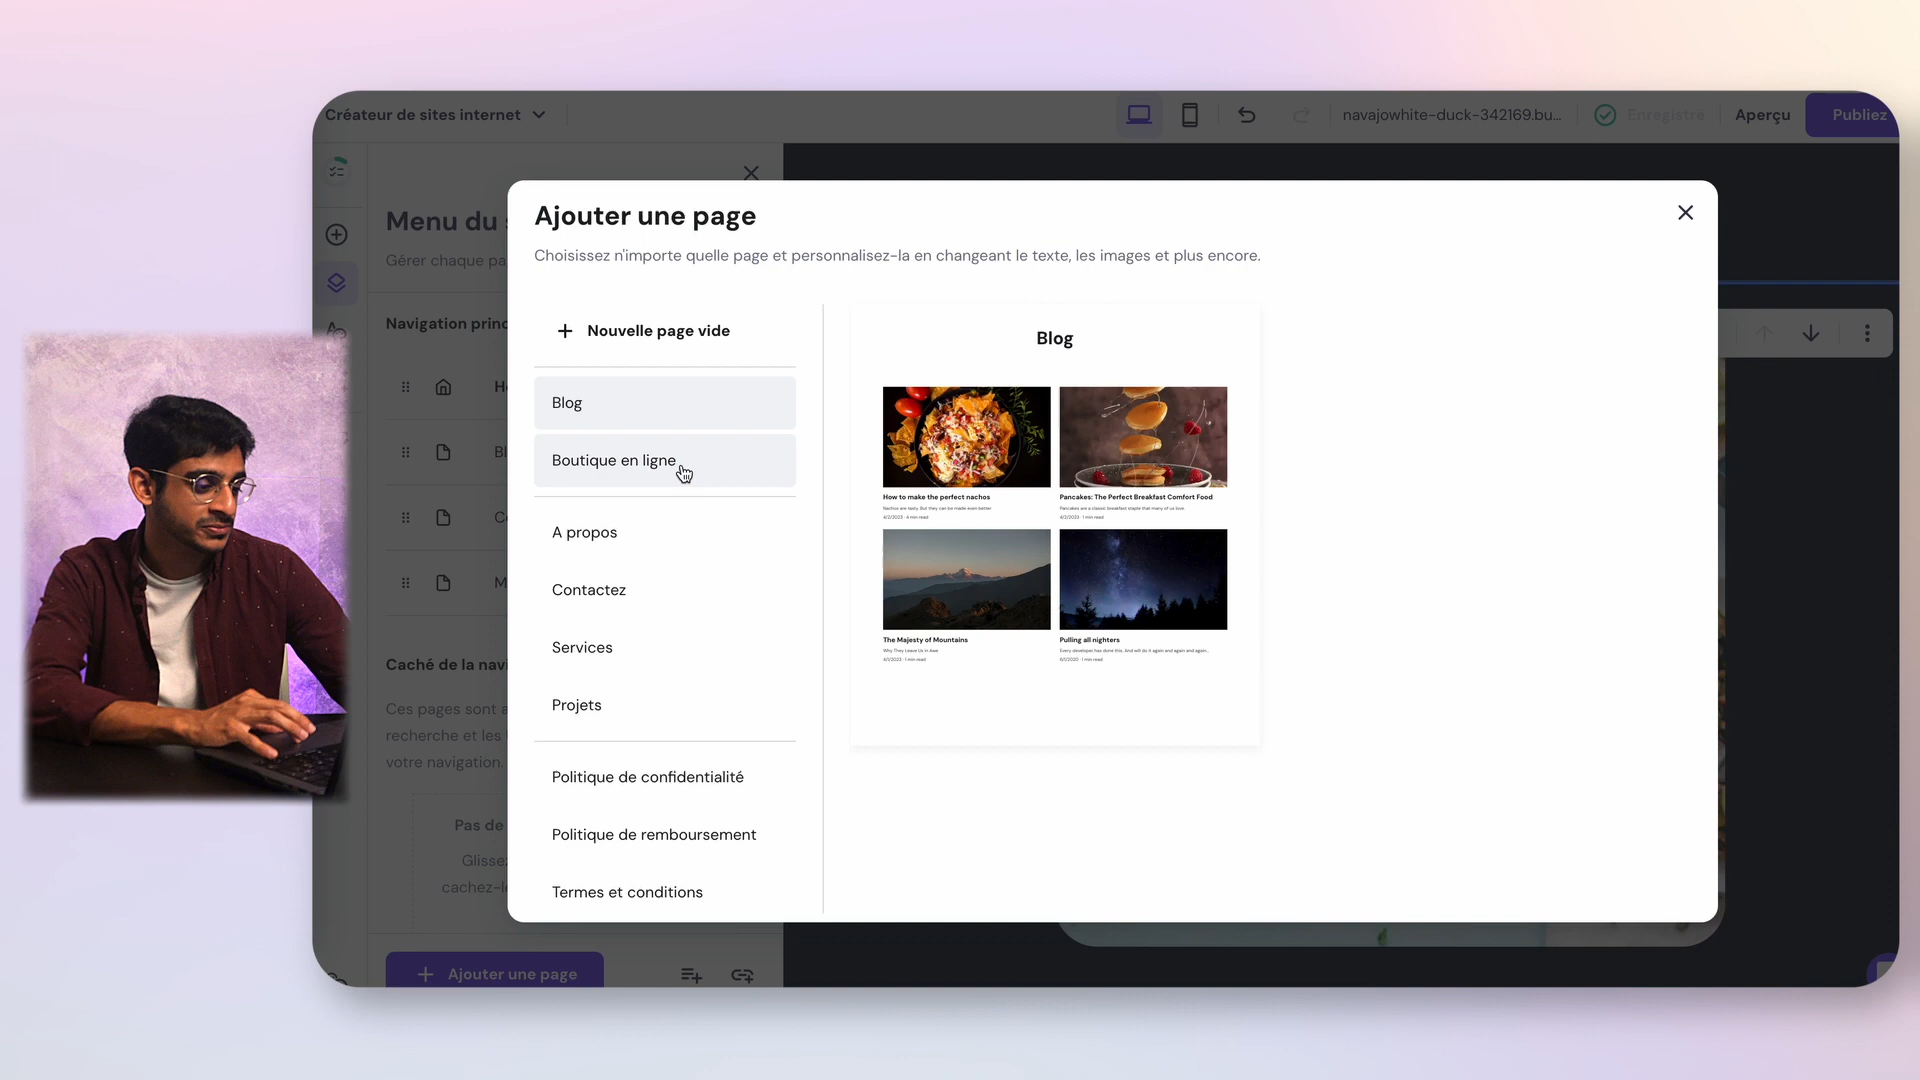 Créateur de sites internet
navajowhite-duck-342169.bu...
Enregistré
Aperçu
Publiez
Menu du
Gérer chaque pa
Navigation princ
H
Bl
C
M
Caché de la navi
Ces pages sont a
recherche et les
votre navigation.
Pas de
Glisse
cachez-le
Ajouter une page
Ajouter une page
Choisissez n'importe quelle page et personnalisez-la en changeant le texte, les images et plus encore.
Nouvelle page vide
Blog
Boutique en ligne
A propos
Contactez
Services
Projets
Politique de confidentialité
Politique de remboursement
Termes et conditions
Blog
How to make the perfect nachos
Nachos are tasty. But they can be made even better
4/2/2023 · 4 min read
Pancakes: The Perfect Breakfast Comfort Food
Pancakes are a classic breakfast staple that many of us love.
4/2/2023 · 1 min read
The Majesty of Mountains
Why They Leave Us in Awe
4/1/2023 · 1 min read
Pulling all nighters
Every developer has done this. And will do it again and again and again..
6/1/2020 · 1 min read